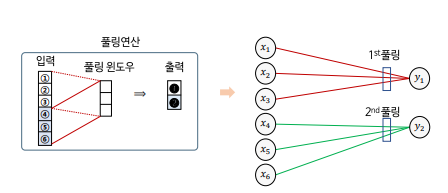 풀링연산
입력
풀링 윈도우
출력
①
②
③
④
⑤
⑥
❶
❷
⇒
x₁
x₂
x₃
x₄
x₅
x₆
1ˢᵗ풀링
y₁
2ⁿᵈ풀링
y₂